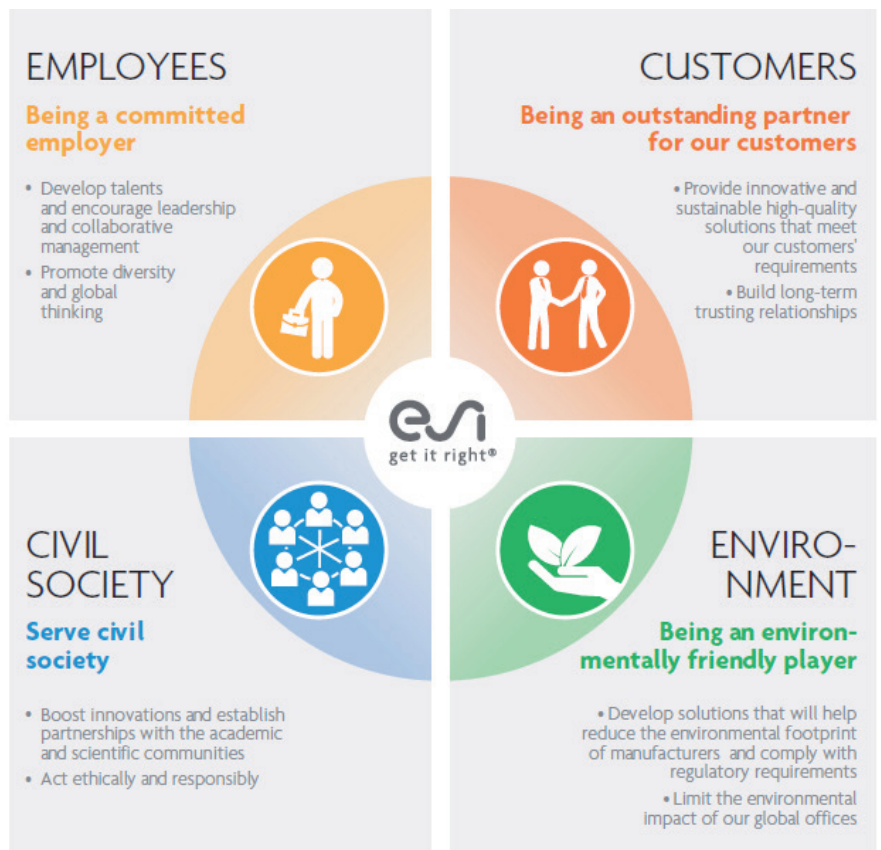 EMPLOYEES
Being a committed
employer
• Develop talents
and encourage leadership
and collaborative
management
• Promote diversity
and global
thinking
CUSTOMERS
Being an outstanding partner
for our customers
• Provide innovative and
sustainable high-quality
solutions that meet
our customers'
requirements
• Build long-term
trusting relationships
esi
get it right®
CIVIL
SOCIETY
Serve civil
society
• Boost innovations and establish
partnerships with the academic
and scientific communities
• Act ethically and responsibly
ENVIRO-
NMENT
Being an environ-
mentally friendly player
• Develop solutions that will help
reduce the environmental footprint
of manufacturers and comply with
regulatory requirements
• Limit the environmental
impact of our global offices